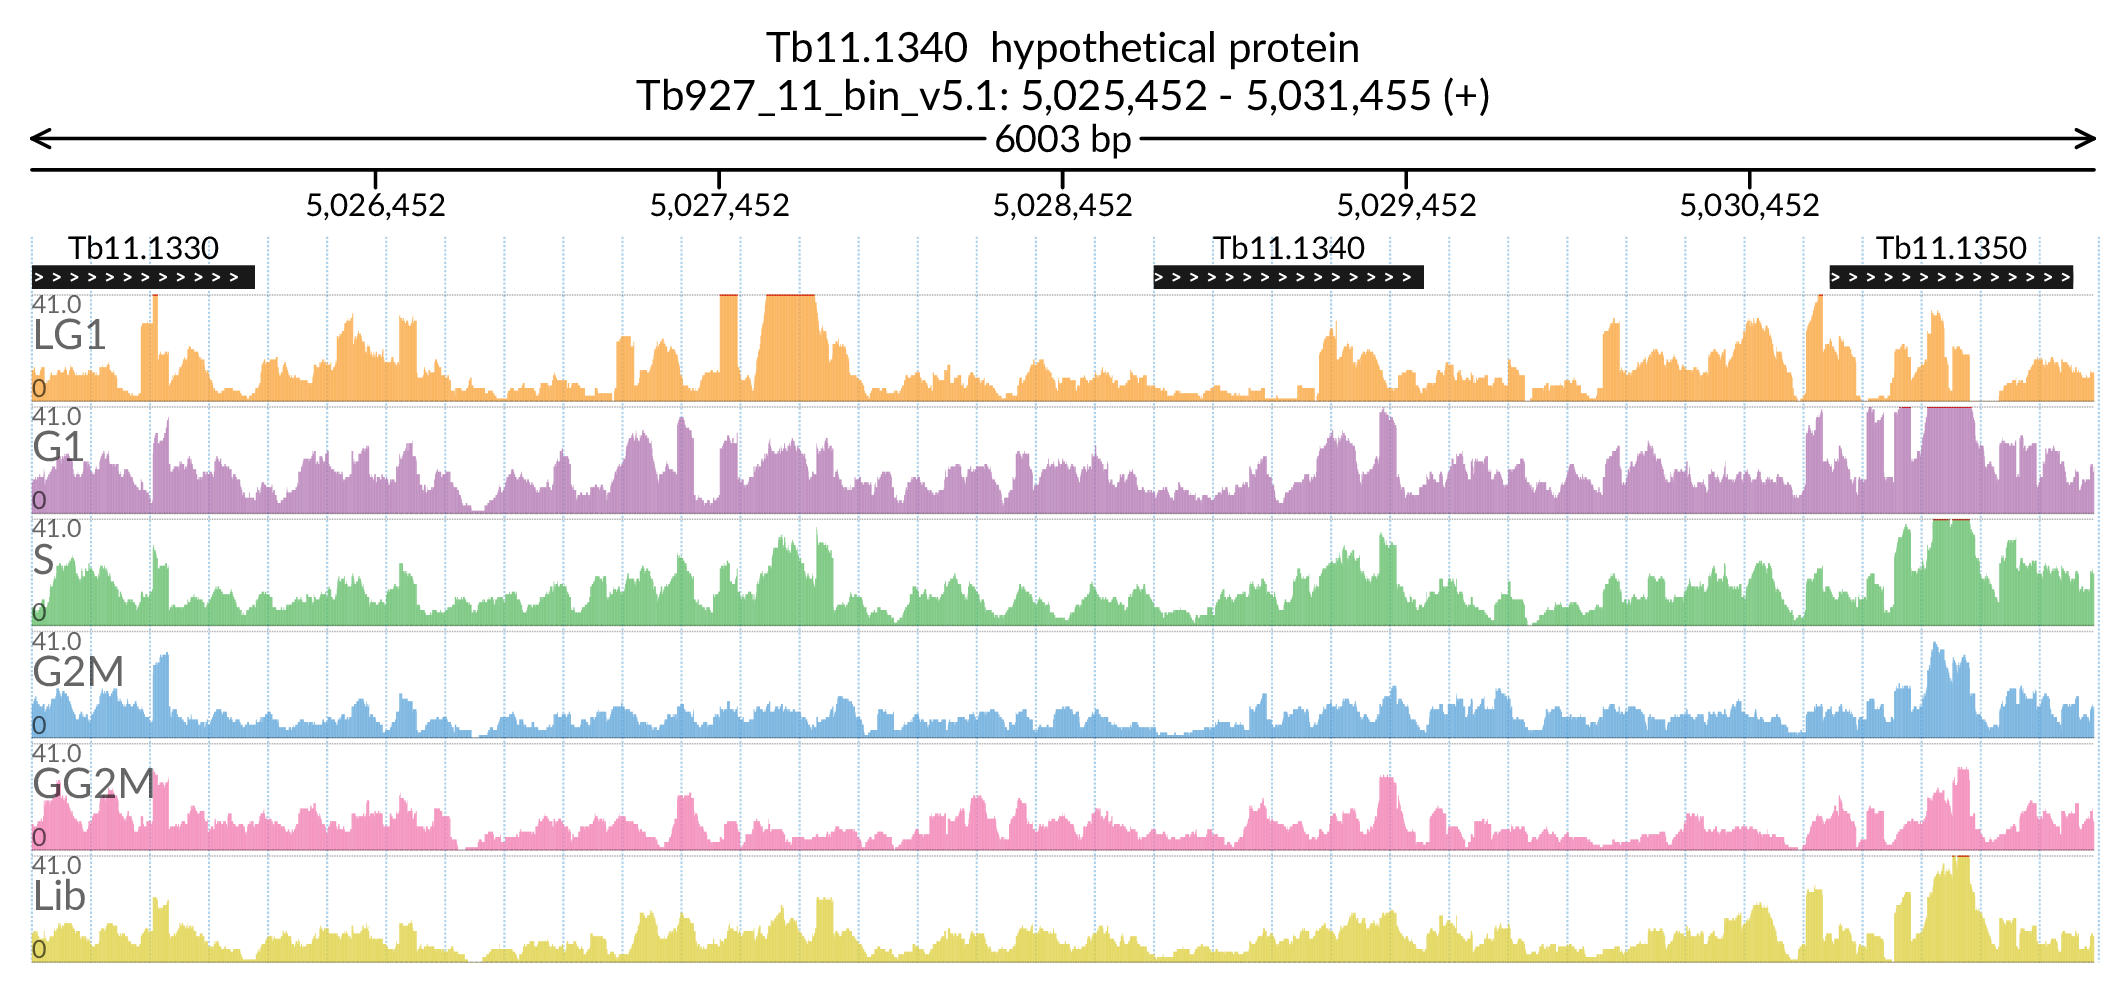 Tb11.1340  hypothetical protein
Tb927_11_bin_v5.1: 5,025,452 - 5,031,455 (+)
6003 bp
5,026,452 5,027,452 5,028,452 5,029,452 5,030,452
Tb11.1330 Tb11.1340 Tb11.1350
41.0
LG1
0
41.0
G1
0
41.0
S
0
41.0
G2M
0
41.0
GG2M
0
41.0
Lib
0